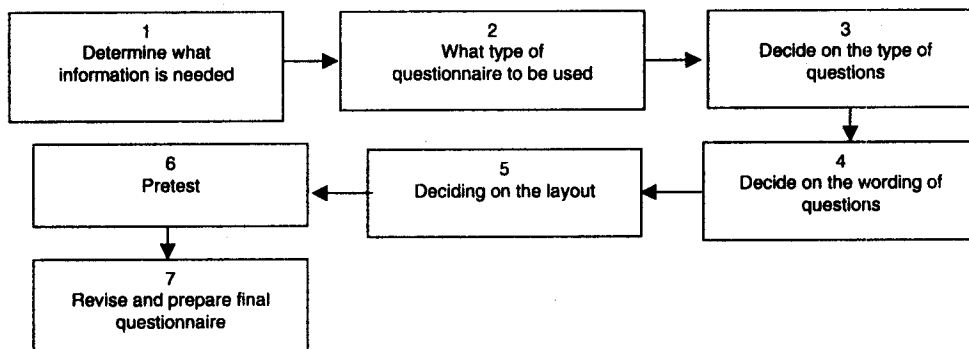 1
Determine what
information is needed
2
What type of
questionnaire to be used
3
Decide on the type of
questions
4
Decide on the wording of
questions
5
Deciding on the layout
6
Pretest
7
Revise and prepare final
questionnaire